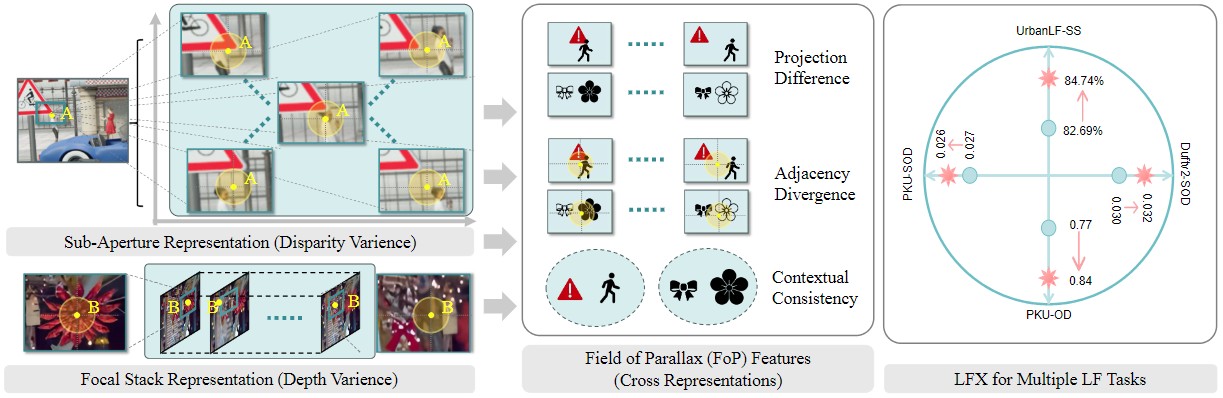 A
A
A
A
A
A
Sub-Aperture Representation (Disparity Varience)
B
B
B
B
B
Focal Stack Representation (Depth Varience)
Projection
Difference
Adjacency
Divergence
Contextual
Consistency
Field of Parallax (FoP) Features
(Cross Representations)
UrbanLF-SS
84.74%
82.69%
PKU-SOD
0.026
0.027
0.030
0.032
Dufiv2-SOD
0.77
0.84
PKU-OD
LFX for Multiple LF Tasks